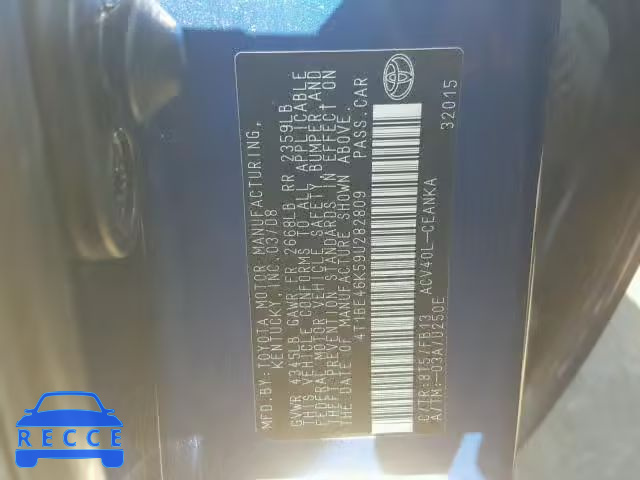 MFD.BY:TOYOTA MOTOR MANUFACTURING,
KENTUCKY, INC.03/08
GVWR 4345LB GAWR FR 2668LB RR 2359LB
THIS VEHICLE CONFORMS TO ALL APPLICABLE
FEDERAL MOTOR VEHICLE SAFETY, BUMPER,AND
THEFT PREVENTION STANDARDS IN EFFECT ON
THE DATE OF MANUFACTURE SHOWN ABOVE.
4T1BE46K59U282809 PASS.CAR
ACV40L-CEANKA
C/TR:8T5/FB13
A/TM:-03A/U250E
32015
RECCE